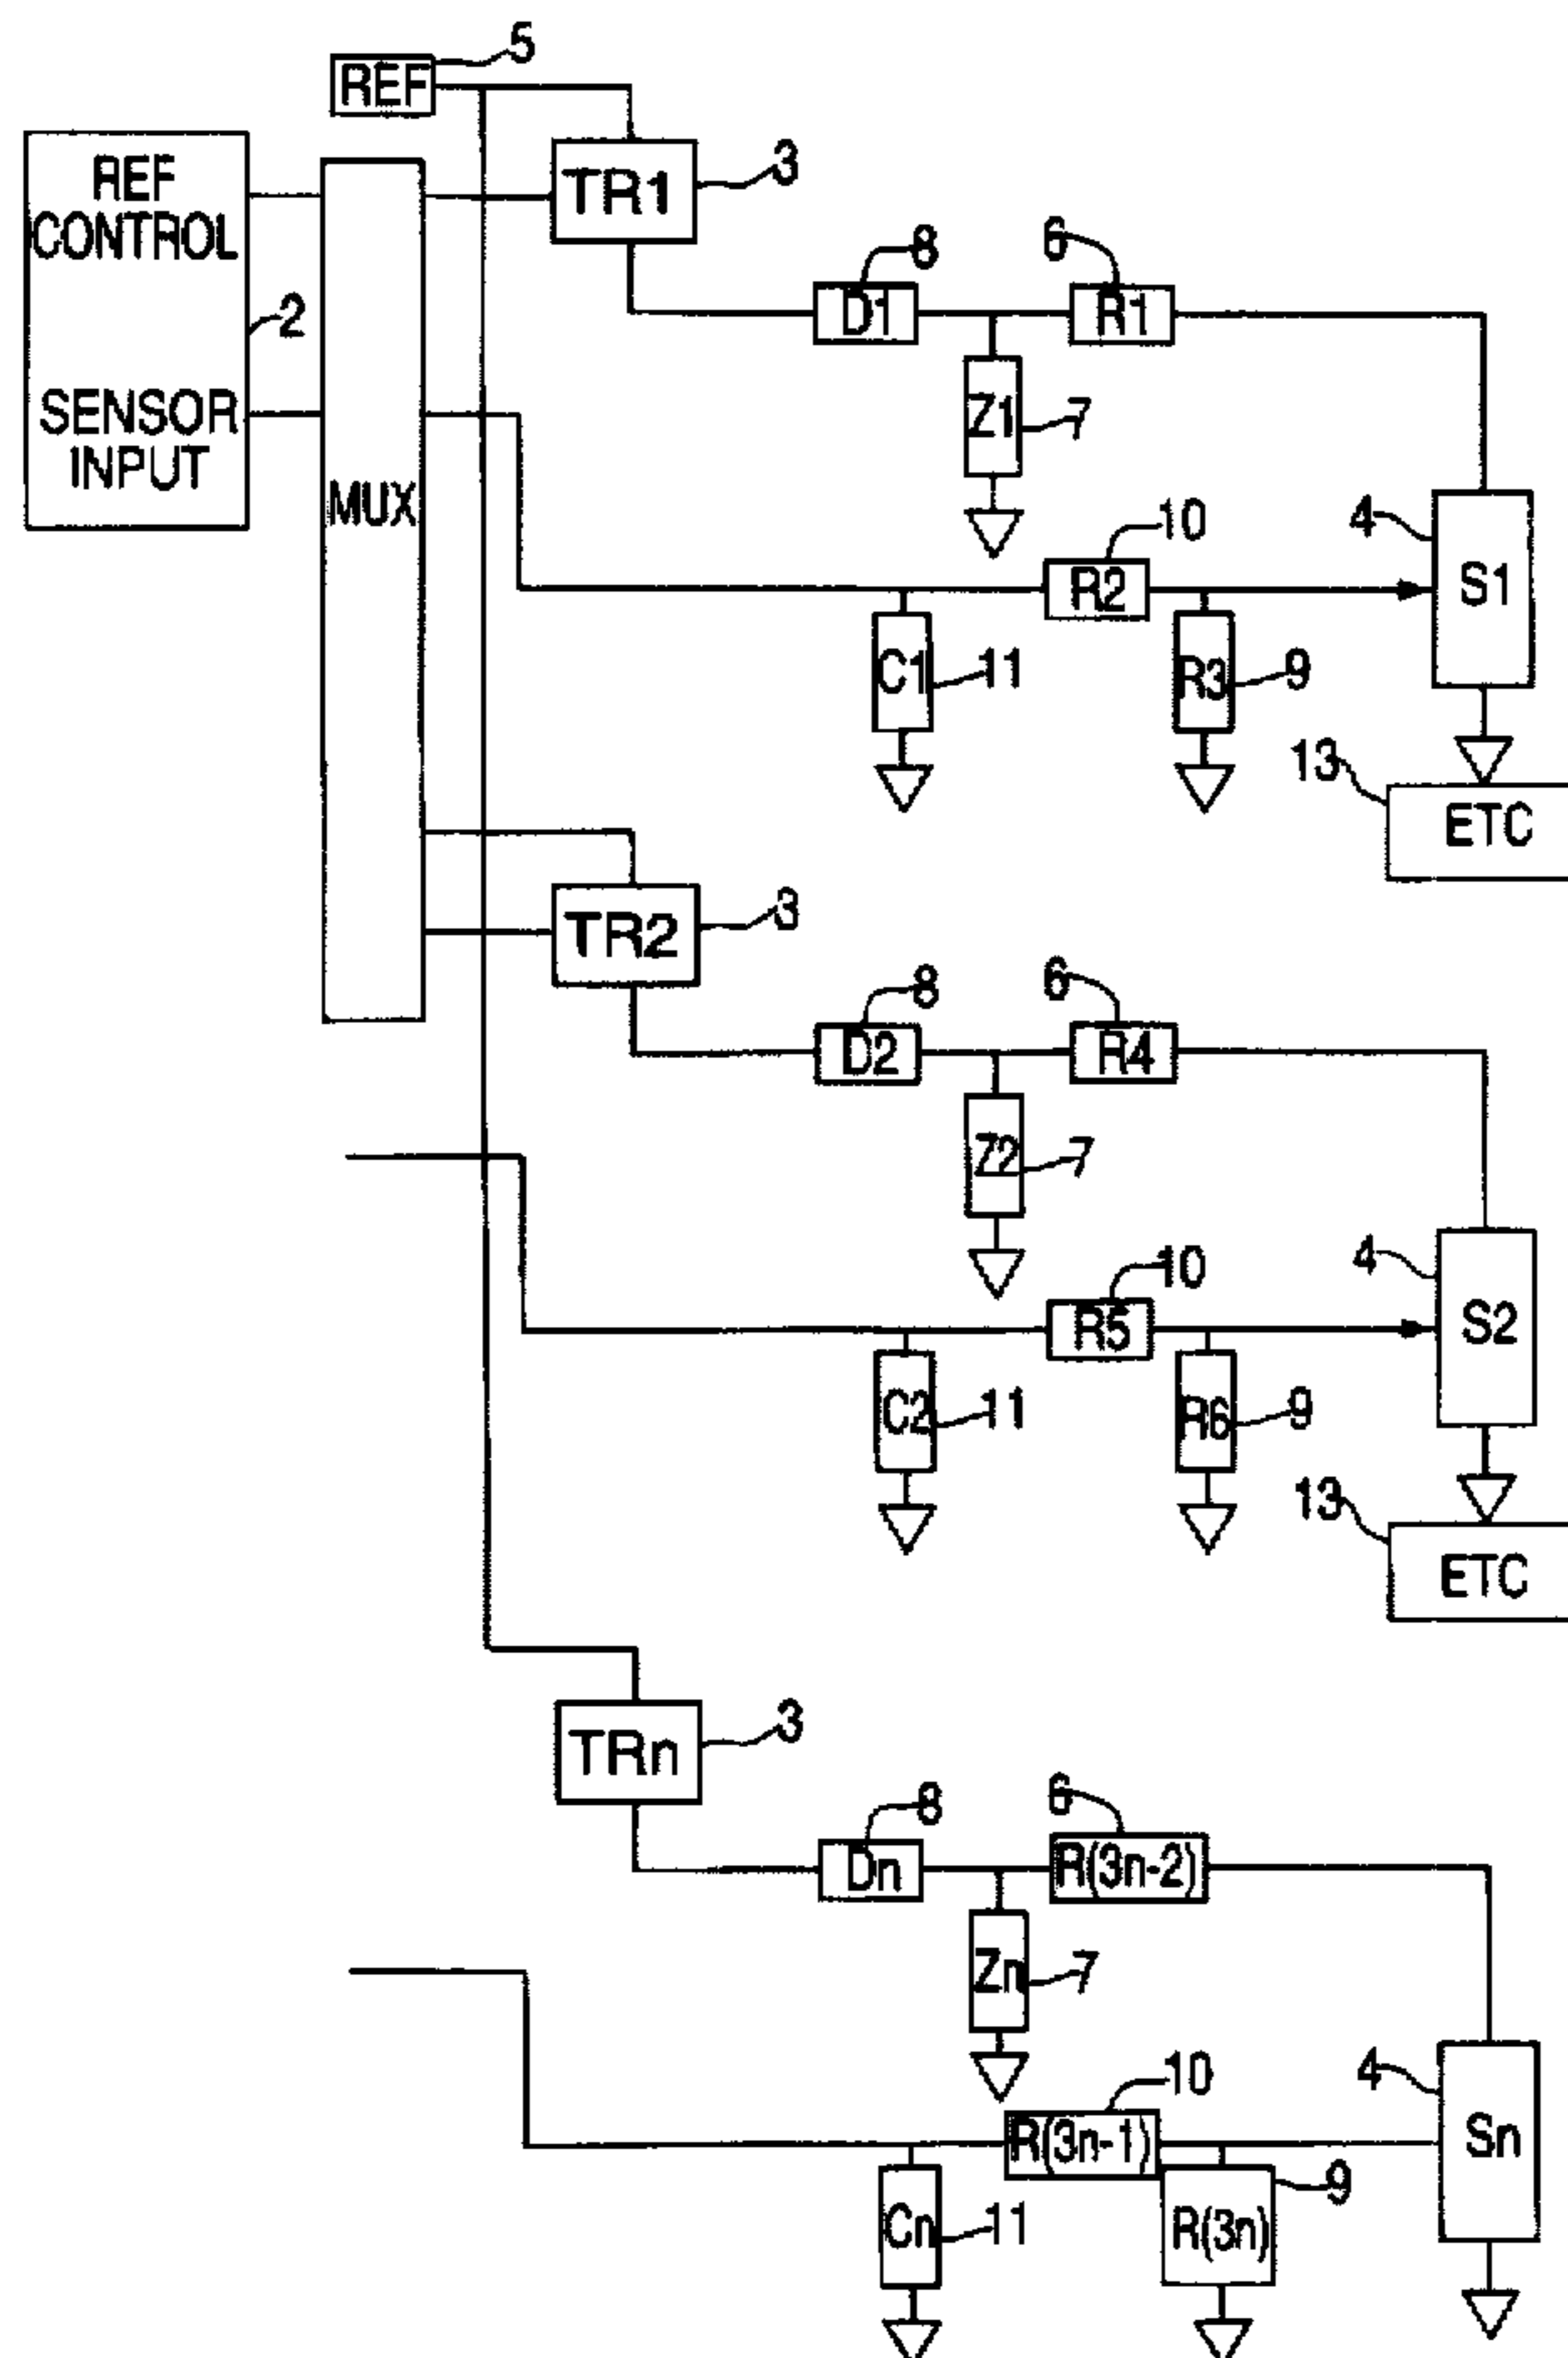 5
REF
REF
CONTROL
TR1
3
2
8
6
D1
R1
SENSOR
INPUT
Z1
7
MUX
10
4
R2
S1
C1
11
R3
9
13
ETC
TR2
3
8
6
D2
R4
Z2
7
10
4
R5
S2
C2
11
R6
9
13
ETC
TRn
3
8
6
Dn
R(3n-2)
Zn
7
10
4
R(3n-1)
Sn
9
Cn
11
R(3n)